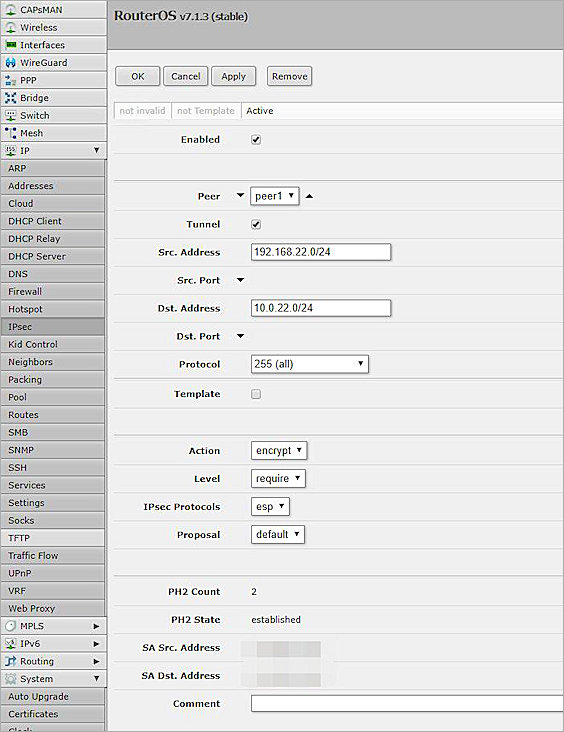 CAPsMAN
Wireless
Interfaces
WireGuard
PPP
Bridge
Switch
Mesh
IP
ARP
Addresses
Cloud
DHCP Client
DHCP Relay
DHCP Server
DNS
Firewall
Hotspot
IPsec
Kid Control
Neighbors
Packing
Pool
Routes
SMB
SNMP
SSH
Services
Settings
Socks
TFTP
Traffic Flow
UPnP
VRF
Web Proxy
MPLS
IPv6
Routing
System
Auto Upgrade
Certificates
Clock
RouterOS v7.1.3 (stable)
OK Cancel Apply Remove
not invalid not Template Active
Enabled
Peer peer1
Tunnel
Src. Address 192.168.22.0/24
Src. Port
Dst. Address 10.0.22.0/24
Dst. Port
Protocol 255 (all)
Template
Action encrypt
Level require
IPsec Protocols esp
Proposal default
PH2 Count 2
PH2 State established
SA Src. Address
SA Dst. Address
Comment